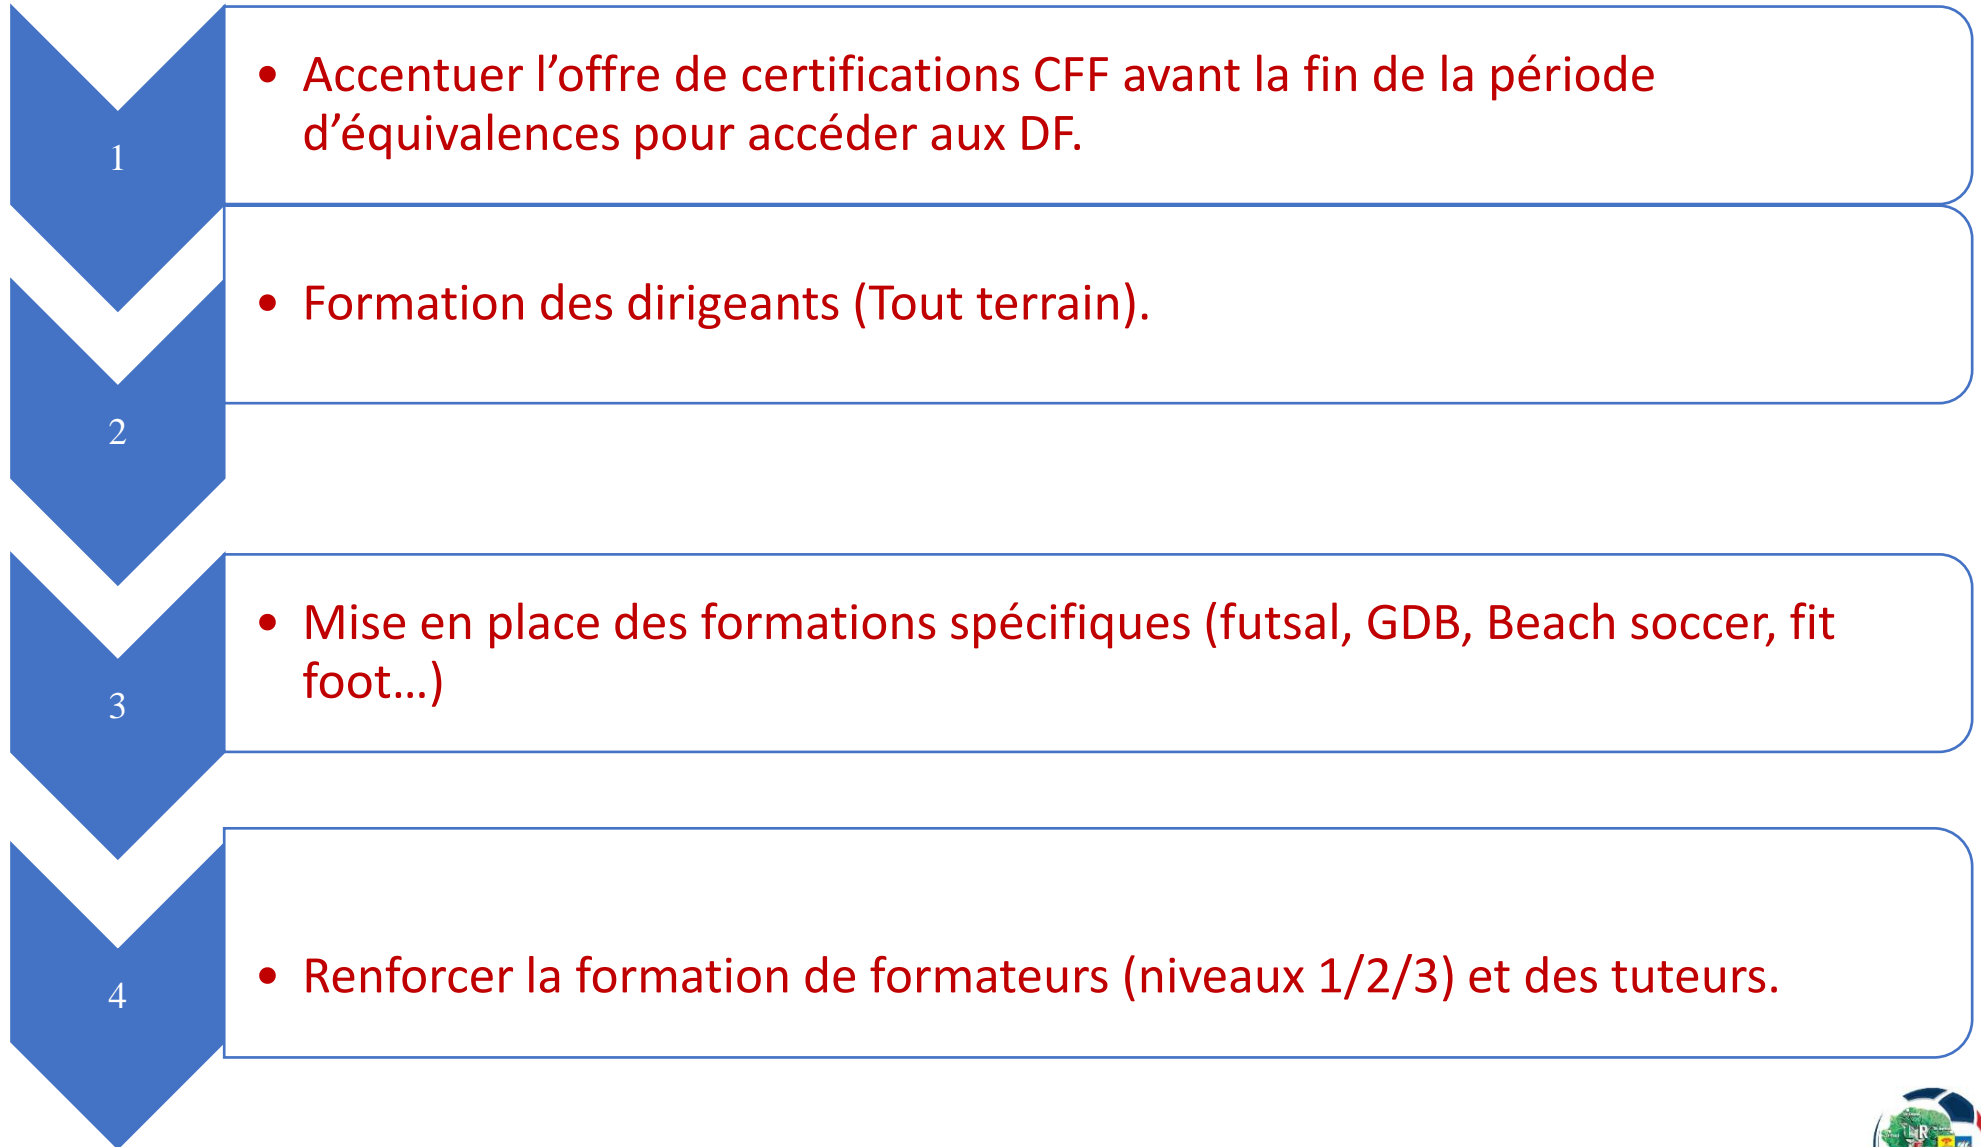 1
• Accentuer l’offre de certifications CFF avant la fin de la période
d’équivalences pour accéder aux DF.
2
• Formation des dirigeants (Tout terrain).
3
• Mise en place des formations spécifiques (futsal, GDB, Beach soccer, fit
foot…)
4
• Renforcer la formation de formateurs (niveaux 1/2/3) et des tuteurs.